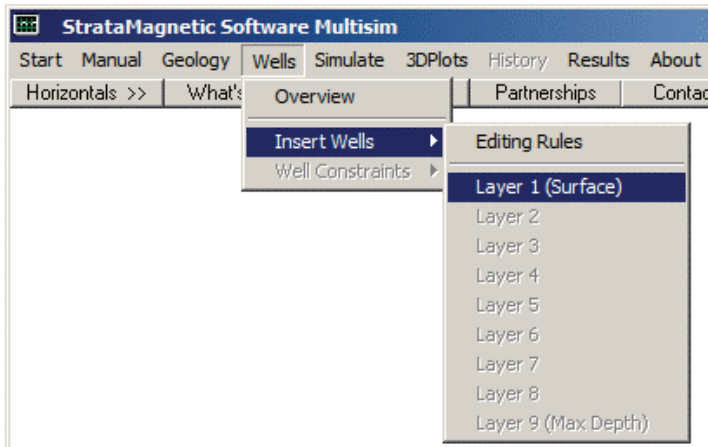 StrataMagnetic Software Multisim
Start Manual Geology Wells Simulate 3DPlots History Results About
Horizontals >> What's Partnerships Contac
Overview
Insert Wells
Editing Rules
Well Constraints
Layer 1 (Surface)
Layer 2
Layer 3
Layer 4
Layer 5
Layer 6
Layer 7
Layer 8
Layer 9 (Max Depth)